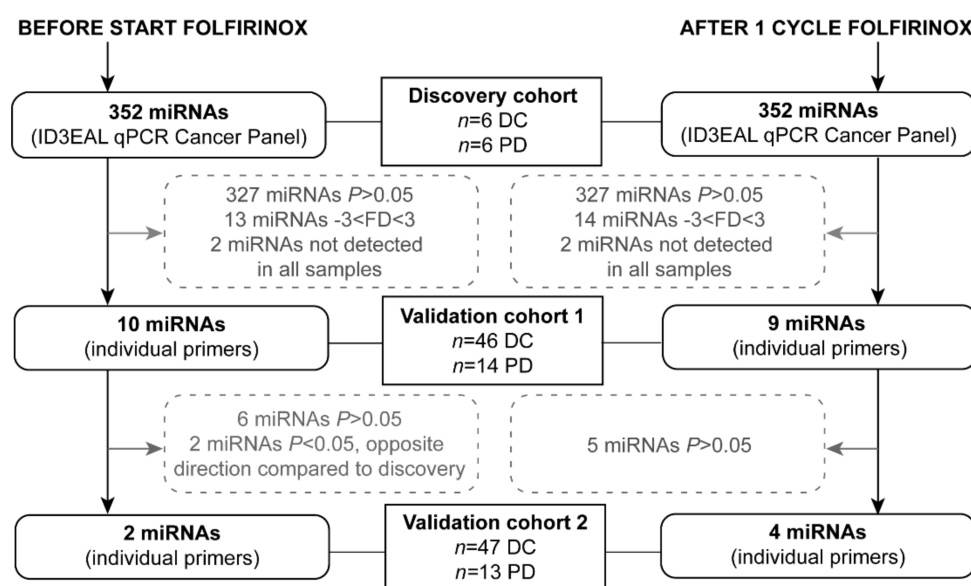 BEFORE START FOLFIRINOX
AFTER 1 CYCLE FOLFIRINOX
352 miRNAs
(ID3EAL qPCR Cancer Panel)
Discovery cohort
n=6 DC
n=6 PD
352 miRNAs
(ID3EAL qPCR Cancer Panel)
327 miRNAs P>0.05
13 miRNAs -3<FD<3
2 miRNAs not detected
in all samples
327 miRNAs P>0.05
14 miRNAs -3<FD<3
2 miRNAs not detected
in all samples
10 miRNAs
(individual primers)
Validation cohort 1
n=46 DC
n=14 PD
9 miRNAs
(individual primers)
6 miRNAs P>0.05
2 miRNAs P<0.05, opposite
direction compared to discovery
5 miRNAs P>0.05
2 miRNAs
(individual primers)
Validation cohort 2
n=47 DC
n=13 PD
4 miRNAs
(individual primers)